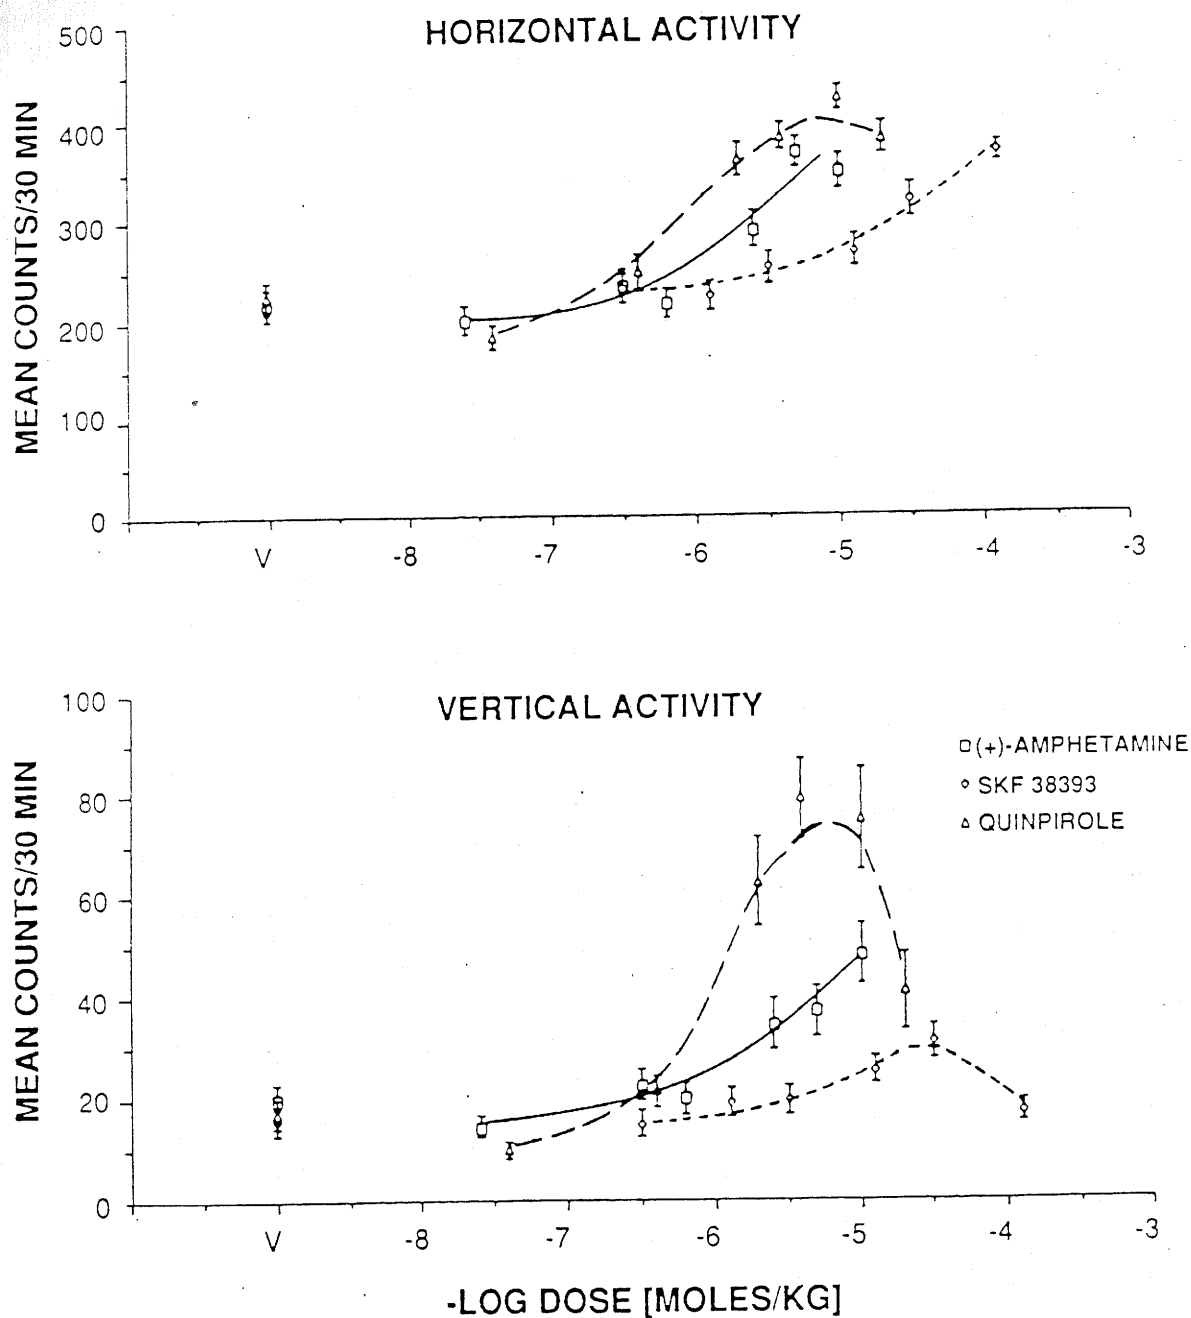 HORIZONTAL ACTIVITY
MEAN COUNTS/30 MIN
500
400
300
200
100
0
V -8 -7 -6 -5 -4 -3
VERTICAL ACTIVITY
MEAN COUNTS/30 MIN
100
80
60
40
20
0
(+)-AMPHETAMINE
SKF 38393
QUINPIROLE
V -8 -7 -6 -5 -4 -3
-LOG DOSE [MOLES/KG]